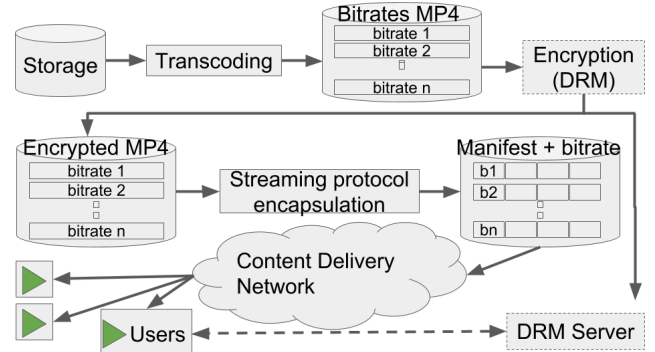 Storage
Transcoding
Bitrates MP4
bitrate 1
bitrate 2
bitrate n
Encryption
(DRM)
Encrypted MP4
bitrate 1
bitrate 2
bitrate n
Streaming protocol
encapsulation
Manifest + bitrate
b1
b2
bn
Content Delivery
Network
Users
DRM Server